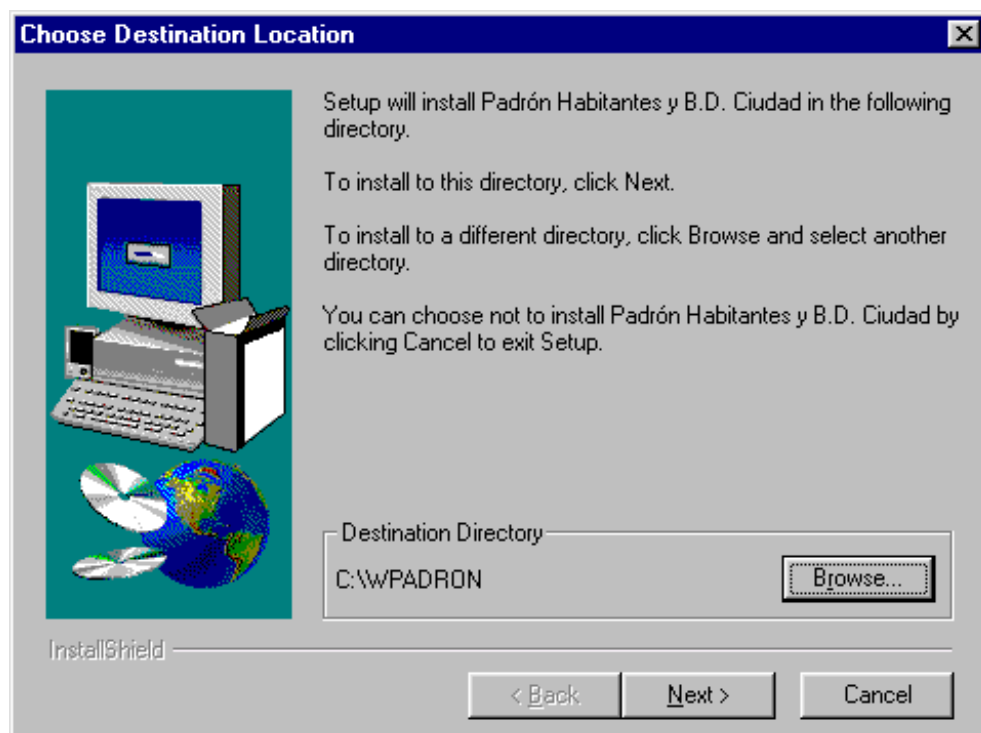 Choose Destination Location
Setup will install Padrón Habitantes y B.D. Ciudad in the following
directory.
To install to this directory, click Next.
To install to a different directory, click Browse and select another
directory.
You can choose not to install Padrón Habitantes y B.D. Ciudad by
clicking Cancel to exit Setup.
Destination Directory
C:\WPADRON
Browse...
InstallShield
< Back
Next >
Cancel